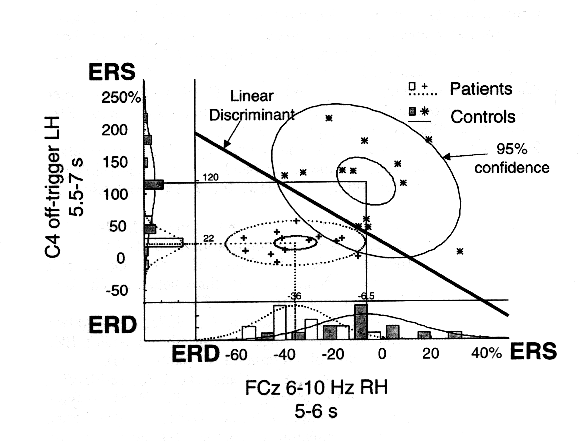 ERS
Linear
Discriminant
Patients
Controls
95%
confidence
C4 off-trigger LH
5.5-7 s
250%
200
150
100
50
0
-50
120
22
-36
-6.5
ERD
ERD -60 -40 -20 0 20 40% ERS
FCz 6-10 Hz RH
5-6 s